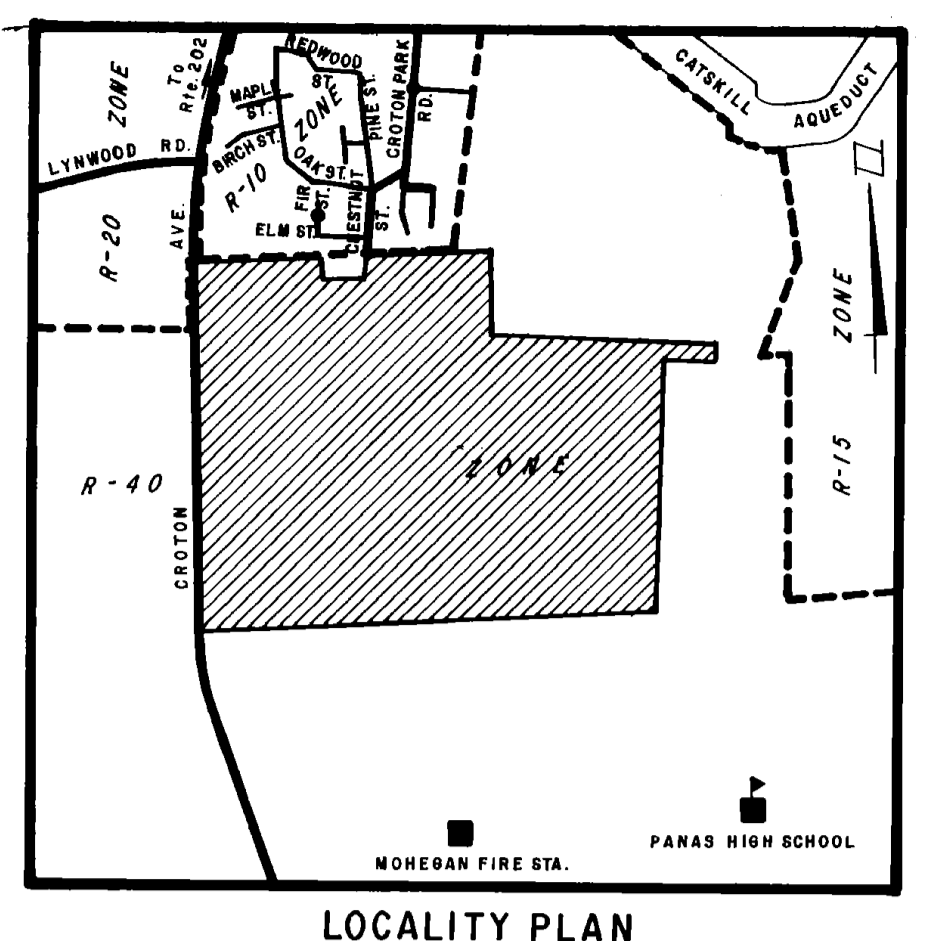 REDWOOD
ST.
MAPLE
ST.
ZONE
PINE ST.
CROTON PARK
RD.
TO
Rte. 202
ZONE
CATSKILL
AQUEDUCT
LYNWOOD RD.
BIRCH ST.
OAK ST.
R-10
FIR
ST.
CHESTNUT
ST.
ELM ST.
R-20
AVE.
ZONE
R-15
R-40
ZONE
CROTON
PANAS HIGH SCHOOL
MOHEGAN FIRE STA.
LOCALITY PLAN